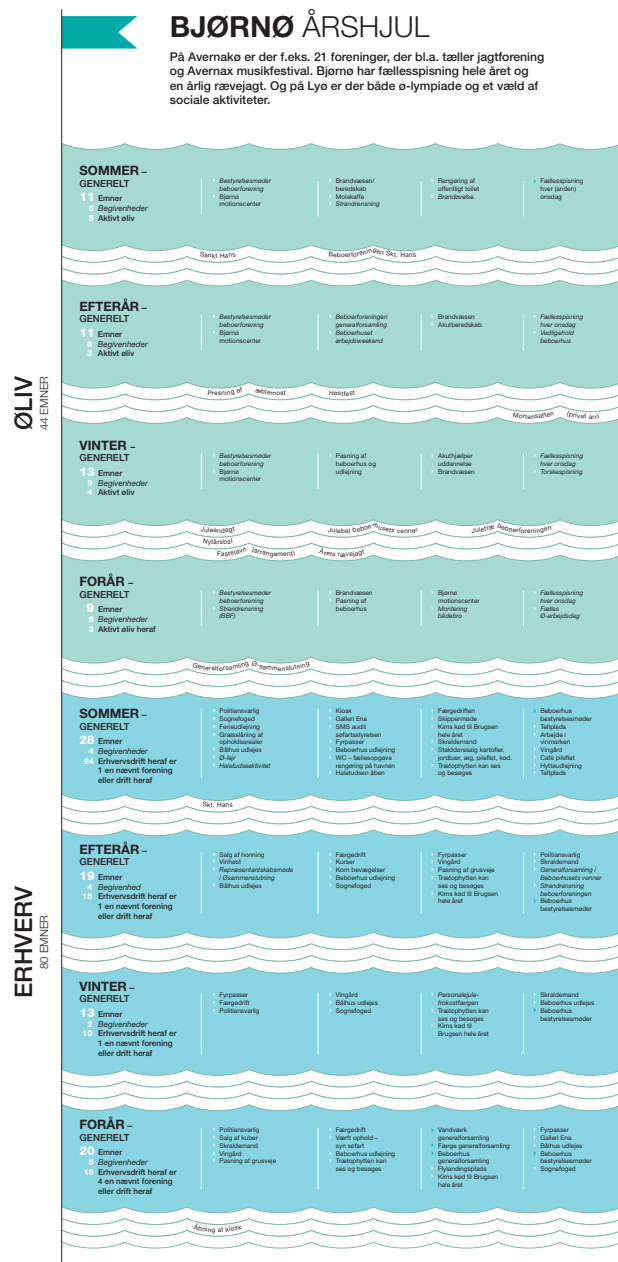 BJØRNØ ÅRSHJUL
På Avernakø er der f.eks. 21 foreninger, der bl.a. tæller jagtforening
og Avernax musikfestival. Bjørnø har fællesspisning hele året og
en årlig rævejagt. Og på Lyø er der både ø-lympiade og et væld af
sociale aktiviteter.
ØLIV
44 EMNER
SOMMER –
GENERELT
11 Emner
6 Begivenheder
5 Aktivt øliv
› Bestyrelsesmøder
beboerforening
› Bjørnø
motionscenter
› Brandvæsen/
beredskab
› Molekaffe
› Strandrensning
› Rengøring af
offentligt toilet
› Brandøvelse
› Fællesspisning
hver (anden)
onsdag
Sankt Hans
Beboerforeningen Skt. Hans
EFTERÅR –
GENERELT
11 Emner
8 Begivenheder
3 Aktivt øliv
› Bestyrelsesmøder
beboerforening
› Bjørnø
motionscenter
› Beboerforeningen
generalforsamling
› Beboerhuset
arbejdsweekend
› Brandvæsen
› Akutberedskab
› Fællesspisning
hver onsdag
› Vedligehold
beboerhus
Presning af æblemost
Høstfest
Mortensaften (privat arr)
VINTER –
GENERELT
13 Emner
9 Begivenheder
4 Aktivt øliv
› Bestyrelsesmøder
beboerforening
› Bjørnø
motionscenter
› Pasning af
beboerhus og
udlejning
› Akuthjælper
uddannelse
› Brandvæsen
› Fællesspisning
hver onsdag
› Torskespisning
Juleandagt
Julebal beboerhusets venner
Juletræ beboerforeningen
Nytårsbal
Fastelavn (arrangement)
Årets rævejagt
FORÅR –
GENERELT
9 Emner
6 Begivenheder
3 Aktivt øliv heraf
› Bestyrelsesmøder
beboerforening
› Strandrensning
(BBF)
› Brandvæsen
› Pasning af
beboerhus
› Bjørnø
motionscenter
› Montering
bådebro
› Fællesspisning
hver onsdag
› Fælles
Ø-arbejdsdag
Generalforsamling Ø-sammenslutning
ERHVERV
80 EMNER
SOMMER –
GENERELT
28 Emner
4 Begivenheder
24 Erhvervsdrift heraf er
1 en nævnt forening
eller drift heraf
› Politiansvarlig
› Sognefoged
› Ferieudlejning
› Græsslåning af
opholdsarealer
› Bålhus udlejes
› Ø-lejr
› Haletudseaktivitet
› Kiosk
› Galleri Ena
› SMS audit
søfartsstyrelsen
› Fyrpasser
› Beboerhus udlejning
› WC – fællesopgave
rengøring på havnen
› Haletudsen åben
› Færgedriften
› Skippermøde
› Kims kød til Brugsen
hele året
› Skraldemand
› Stalddørssalg kartofler,
jordbær, æg, pileflet, kød.
› Trætophytten kan ses
og besøges
› Beboerhus
bestyrelsesmøder
› Teltplads
› Arbejde i
vinmarken
› Vingård
› Café pileflet
› Hytteudlejning
› Teltplads
Skt. Hans
EFTERÅR –
GENERELT
19 Emner
4 Begivenhed
15 Erhvervsdrift heraf er
1 en nævnt forening
eller drift heraf
› Salg af honning
› Vinhøst
› Repræsentantskabsmøde
i Øsammenslutning
› Bålhus udlejes
› Færgedrift
› Kurser
› Korn bevægelser
› Beboerhus udlejning
› Sognefoged
› Fyrpasser
› Vingård
› Pasning af grusveje
› Trætophytten kan
ses og besøges
› Kims kød til Brugsen
hele året
› Politiansvarlig
› Skraldemand
› Generalforsamling i
Beboerhusets venner
› Strandrensning
beboerforeningen
› Beboerhus
bestyrelsesmøder
VINTER –
GENERELT
13 Emner
2 Begivenheder
10 Erhvervsdrift heraf er
1 en nævnt forening
eller drift heraf
› Fyrpasser
› Færgedrift
› Politiansvarlig
› Vingård
› Bålhus udlejes
› Sognefoged
› Personalejule-
frokostfærgen
› Trætophytten kan
ses og besøges
› Kims kød til
Brugsen hele året
› Skraldemand
› Beboerhus udlejes
› Beboerhus
bestyrelsesmøder
FORÅR –
GENERELT
20 Emner
5 Begivenheder
15 Erhvervsdrift heraf er
4 en nævnt forening
eller drift heraf
› Politiansvarlig
› Salg af kuber
› Skraldemand
› Vingård
› Pasning af grusveje
› Færgedrift
› Værft ophold –
syn søfart
› Beboerhus udlejning
› Trætophytten kan
ses og besøges
› Vandværk
generalforsamling
› Færge generalforsamling
› Beboerhus
generalforsamling
› Flylandingsplads
› Kims kød til Brugsen
hele året
› Fyrpasser
› Galleri Ena
› Bålhus udlejes
› Beboerhus
bestyrelsesmøder
› Sognefoged
Åbning af kiosk